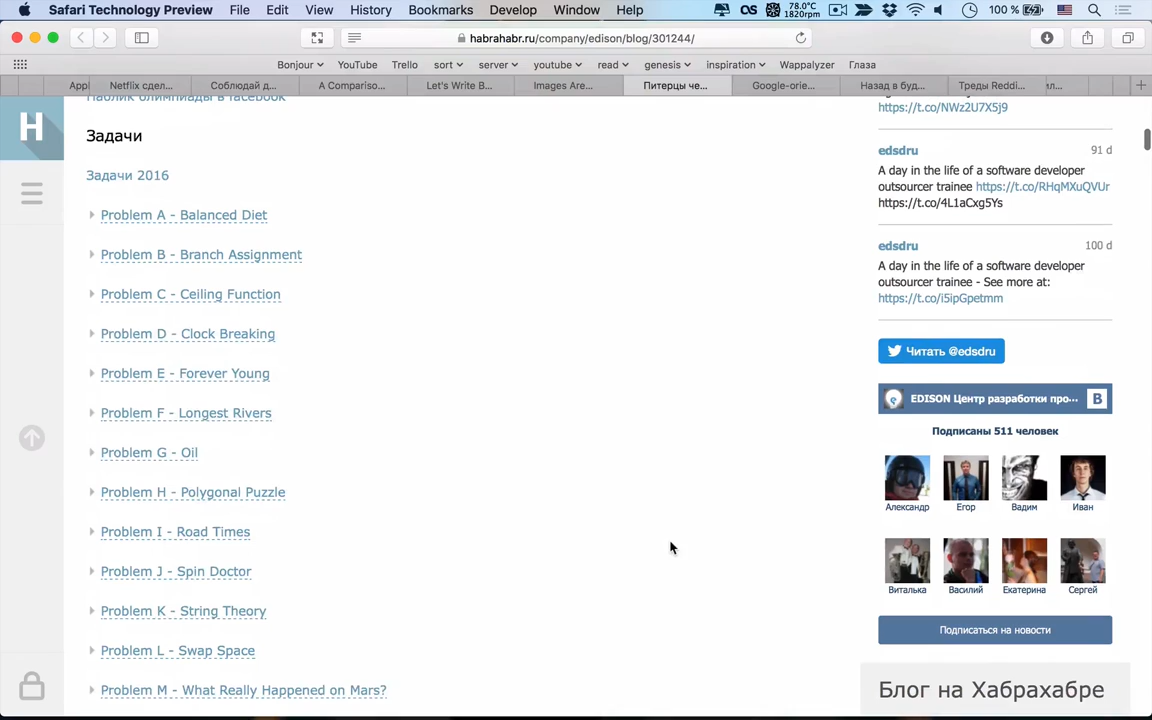 Safari Technology Preview File Edit View History Bookmarks Develop Window Help
78.0°C
1820rpm
100 %
habrahabr.ru/company/edison/blog/301244/
Bonjour YouTube Trello sort server youtube read genesis inspiration Wappalyzer Глаза
Appl
Netflix сдел...
Соблюдай д...
A Compariso...
Let's Write B...
Images Are...
Питерцы че...
Google-orie...
Назад в буд...
Треды Reddi...
Паблик олимпиады в facebook
H
Задачи
Задачи 2016
Problem A - Balanced Diet
Problem B - Branch Assignment
Problem C - Ceiling Function
Problem D - Clock Breaking
Problem E - Forever Young
Problem F - Longest Rivers
Problem G - Oil
Problem H - Polygonal Puzzle
Problem I - Road Times
Problem J - Spin Doctor
Problem K - String Theory
Problem L - Swap Space
Problem M - What Really Happened on Mars?
https://t.co/NWz2U7X5j9
edsdru 91 d
A day in the life of a software developer
outsourcer trainee https://t.co/RHqMXuQVUr
https://t.co/4L1aCxg5Ys
edsdru 100 d
A day in the life of a software developer
outsourcer trainee - See more at:
https://t.co/i5ipGpetmm
Читать @edsdru
EDISON Центр разработки про... B
Подписаны 511 человек
Александр Егор Вадим Иван
Виталька Василий Екатерина Сергей
Подписаться на новости
Блог на Хабрахабре